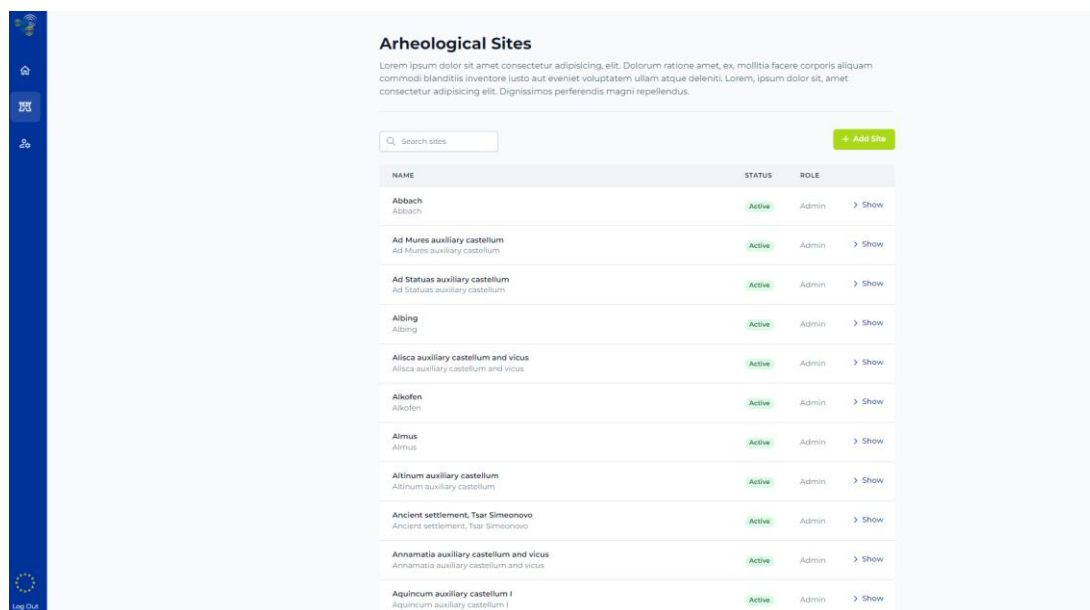 Arheological Sites
Lorem ipsum dolor sit amet consectetur adipisicing, elit. Dolorum ratione amet, ex, mollitia facere corporis aliquam
commodi blanditiis inventore iusto aut eveniet voluptatem ullam atque deleniti. Lorem, ipsum dolor sit, amet
consectetur adipisicing elit. Dignissimos perferendis magni repellendus.
Search sites
+ Add Site
NAME STATUS ROLE
Abbach
Abbach
Active Admin > Show
Ad Mures auxiliary castellum
Ad Mures auxiliary castellum
Active Admin > Show
Ad Statuas auxiliary castellum
Ad Statuas auxiliary castellum
Active Admin > Show
Albing
Albing
Active Admin > Show
Alisca auxiliary castellum and vicus
Alisca auxiliary castellum and vicus
Active Admin > Show
Alkofen
Alkofen
Active Admin > Show
Almus
Almus
Active Admin > Show
Altinum auxiliary castellum
Altinum auxiliary castellum
Active Admin > Show
Ancient settlement, Tsar Simeonovo
Ancient settlement, Tsar Simeonovo
Active Admin > Show
Annamatia auxiliary castellum and vicus
Annamatia auxiliary castellum and vicus
Active Admin > Show
Aquincum auxiliary castellum I
Aquincum auxiliary castellum I
Active Admin > Show
Log Out